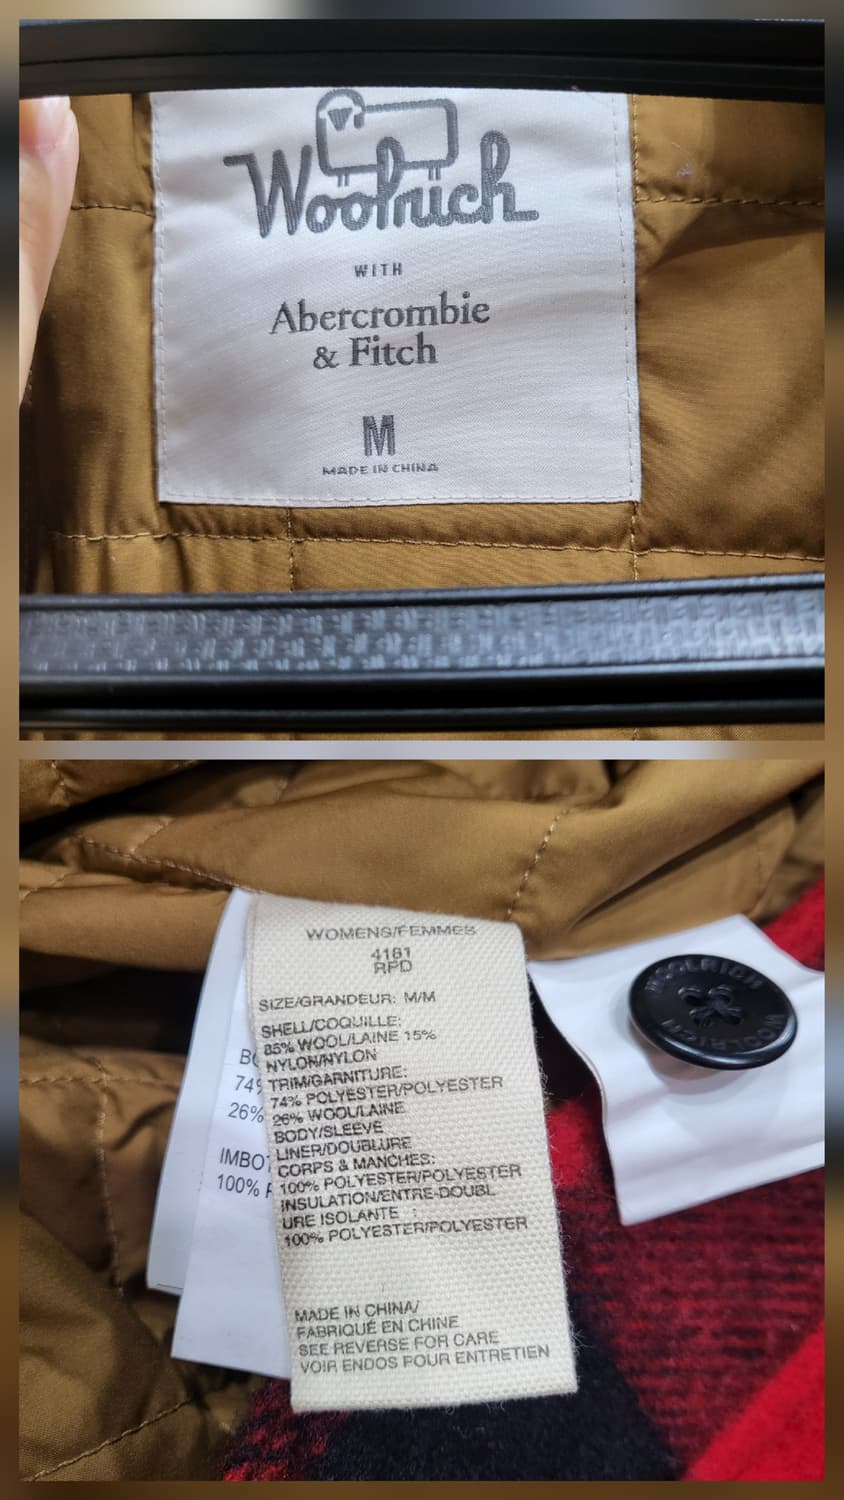 Woolrich
WITH
Abercrombie
& Fitch
M
MADE IN CHINA
WOMENS/FEMMES
4181
RPD
SIZE/GRANDEUR: M/M
SHELL/COQUILLE:
85% WOOL/LAINE 15%
NYLON/NYLON
TRIM/GARNITURE:
74% POLYESTER/POLYESTER
26% WOOL/LAINE
BODY/SLEEVE
LINER/DOUBLURE
CORPS & MANCHES:
100% POLYESTER/POLYESTER
INSULATION/ENTRE-DOUBL
URE ISOLANTE :
100% POLYESTER/POLYESTER
MADE IN CHINA/
FABRIQUÉ EN CHINE
SEE REVERSE FOR CARE
VOIR ENDOS POUR ENTRETIEN
74%
26%
100%
WOOLRICH
WOOLRICH